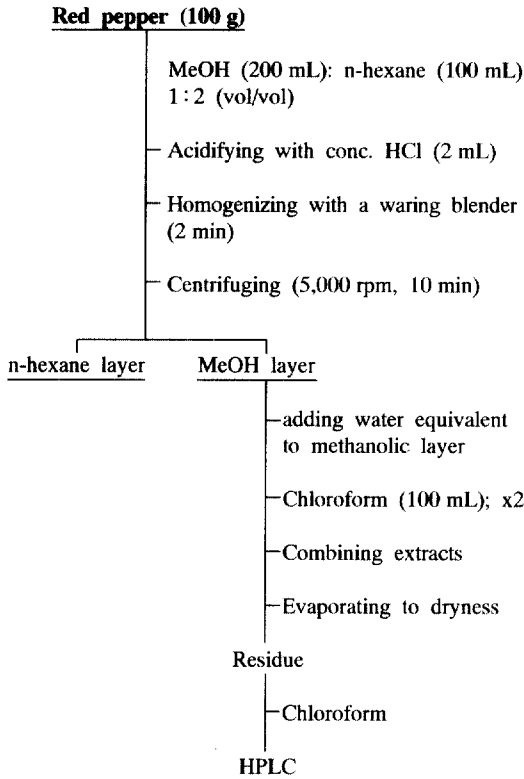 Red pepper (100 g)
MeOH (200 mL): n-hexane (100 mL)
1 : 2 (vol/vol)
Acidifying with conc. HCl (2 mL)
Homogenizing with a waring blender
(2 min)
Centrifuging (5,000 rpm, 10 min)
n-hexane layer MeOH layer
adding water equivalent
to methanolic layer
Chloroform (100 mL); x2
Combining extracts
Evaporating to dryness
Residue
Chloroform
HPLC